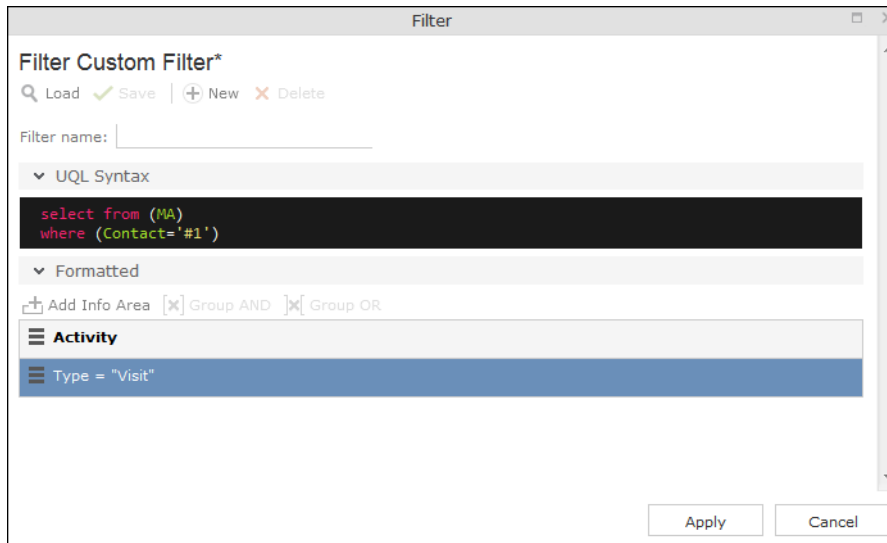 Filter
Filter Custom Filter*
Load Save New Delete
Filter name:
UQL Syntax
select from (MA)
where (Contact='#1')
Formatted
Add Info Area Group AND Group OR
Activity
Type = "Visit"
Apply Cancel